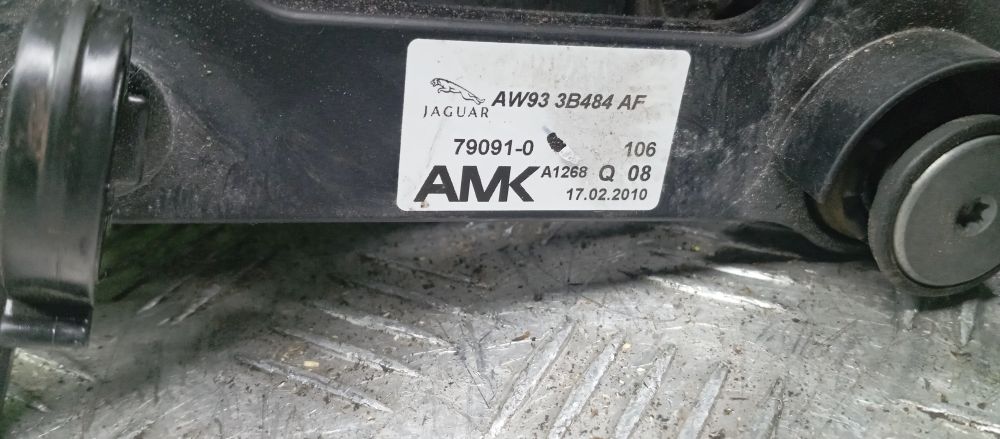 JAGUAR AW93 3B484 AF
79091-0 106
AMK A1268 Q 08
17.02.2010